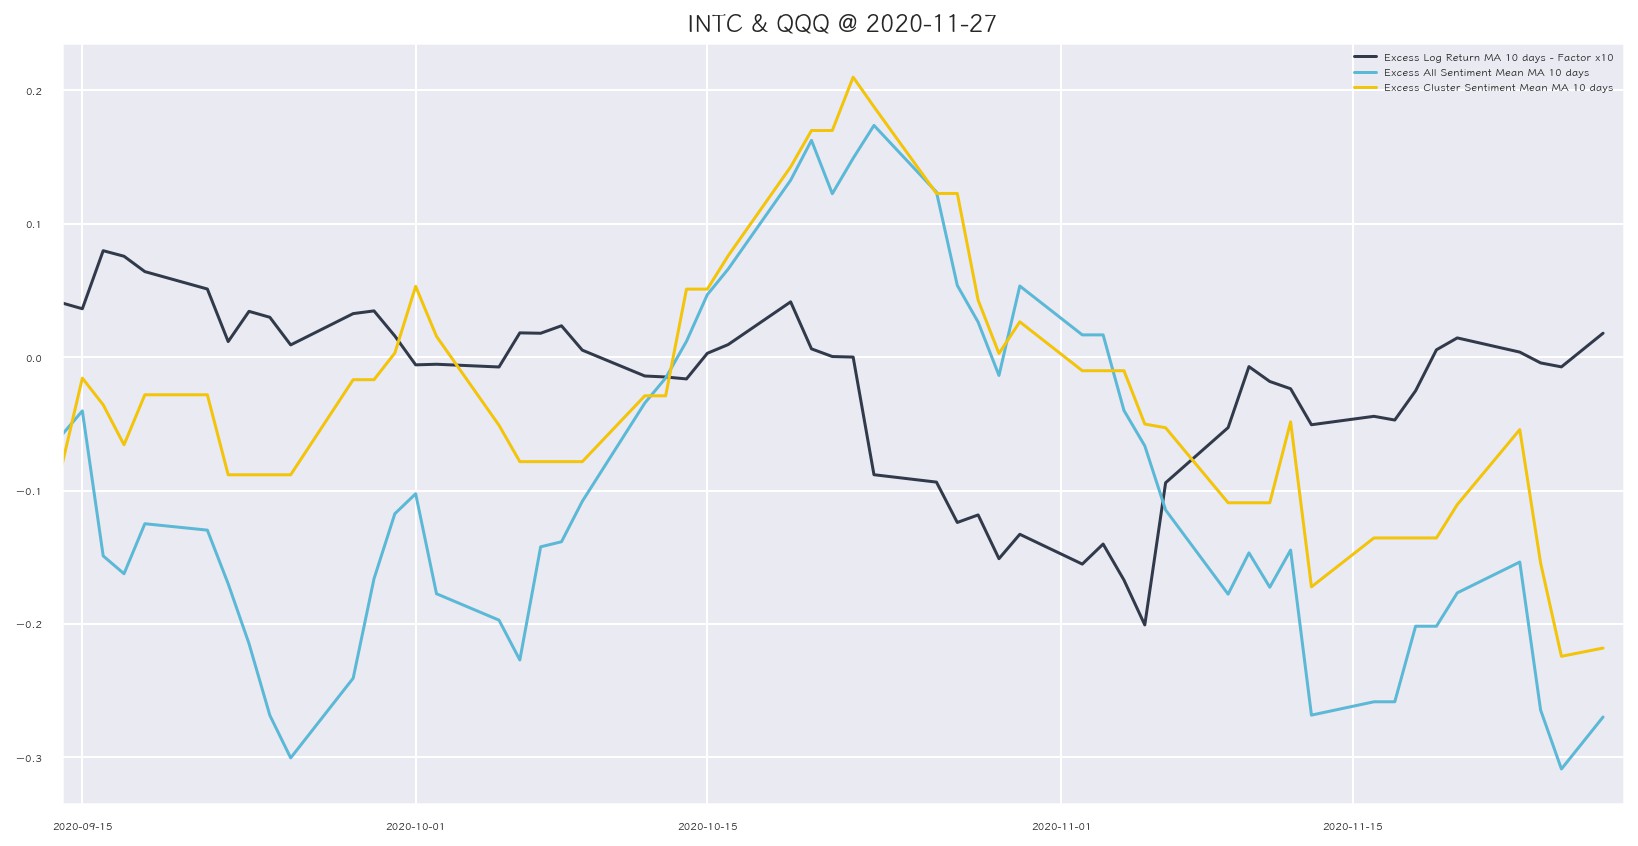 INTC & QQQ @ 2020-11-27
Excess Log Return MA 10 days - Factor x10
Excess All Sentiment Mean MA 10 days
Excess Cluster Sentiment Mean MA 10 days
0.2
0.1
0.0
−0.1
−0.2
−0.3
2020-09-15
2020-10-01
2020-10-15
2020-11-01
2020-11-15